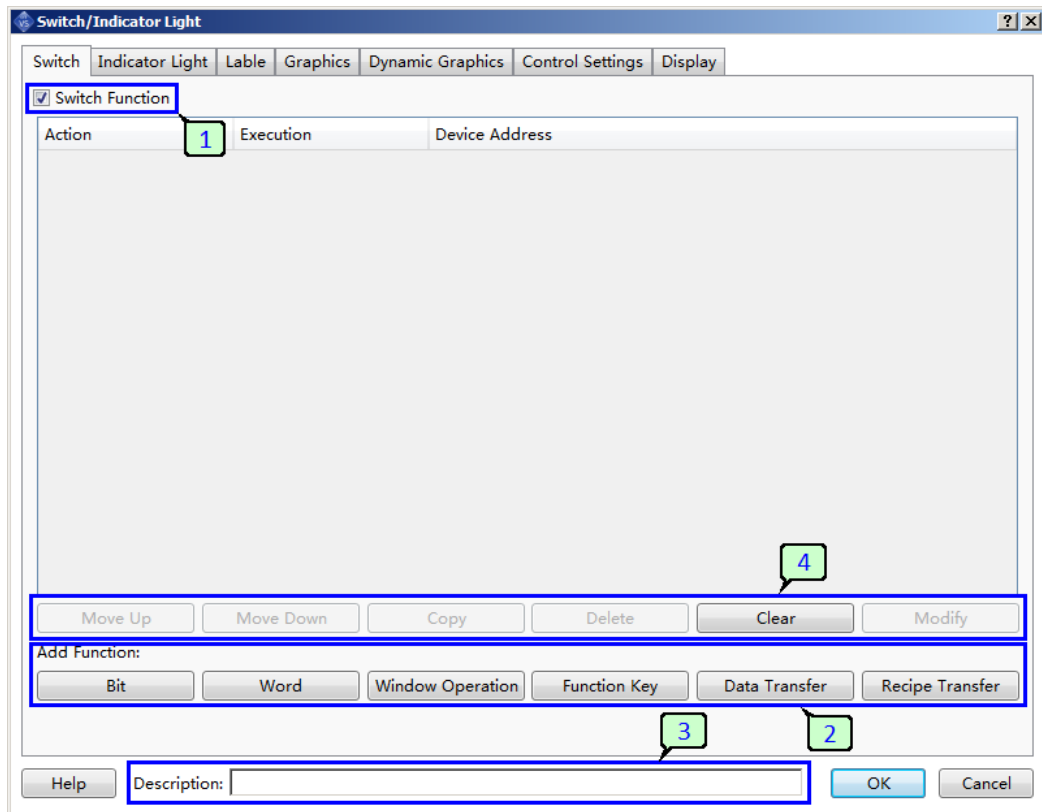 Switch/Indicator Light
Switch Indicator Light Lable Graphics Dynamic Graphics Control Settings Display
Switch Function
1
Action Execution Device Address
4
Move Up Move Down Copy Delete Clear Modify
Add Function:
Bit Word Window Operation Function Key Data Transfer Recipe Transfer
3 2
Help Description: OK Cancel